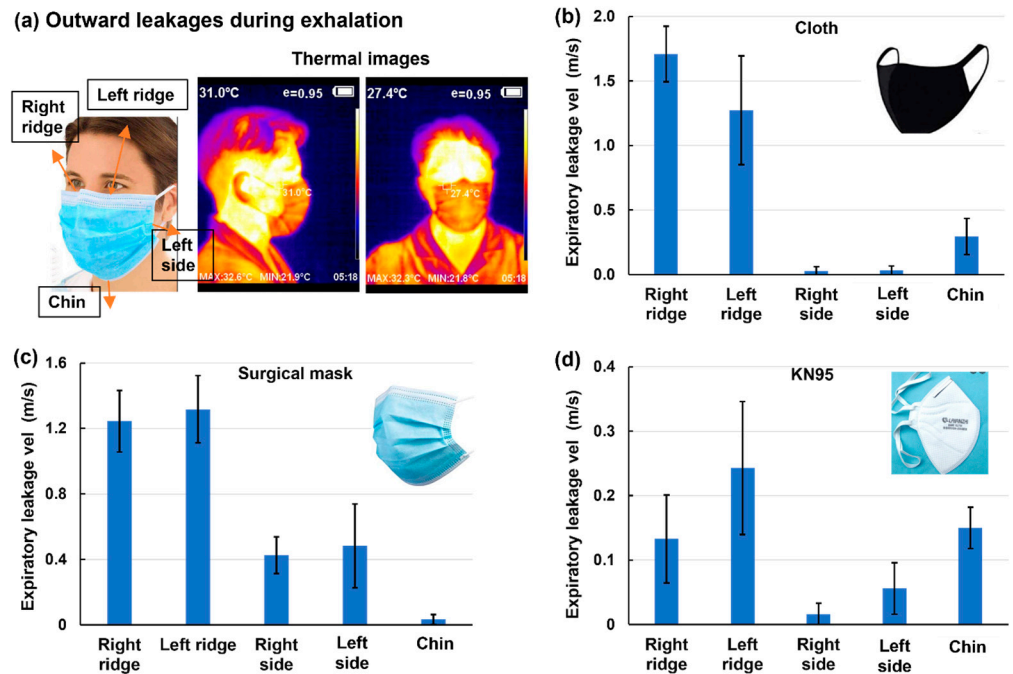 (a) Outward leakages during exhalation
Thermal images
Right
ridge
Left ridge
Left
side
Chin
31.0°C
e=0.95
31.0°C
MAX:32.6°C
MIN:21.9°C
05:18
27.4°C
e=0.95
27.4°C
MAX:32.3°C
MIN:21.8°C
05:18
(b)
Cloth
Expiratory leakage vel (m/s)
2.0
1.5
1.0
0.5
0.0
Right
ridge
Left
ridge
Right
side
Left
side
Chin
(c)
Surgical mask
Expiratory leakage vel (m/s)
1.6
1.2
0.8
0.4
0
Right
ridge
Left ridge
Right
side
Left
side
Chin
(d)
KN95
Expiratory leakage vel (m/s)
0.4
0.3
0.2
0.1
0
Right
ridge
Left
ridge
Right
side
Left
side
Chin